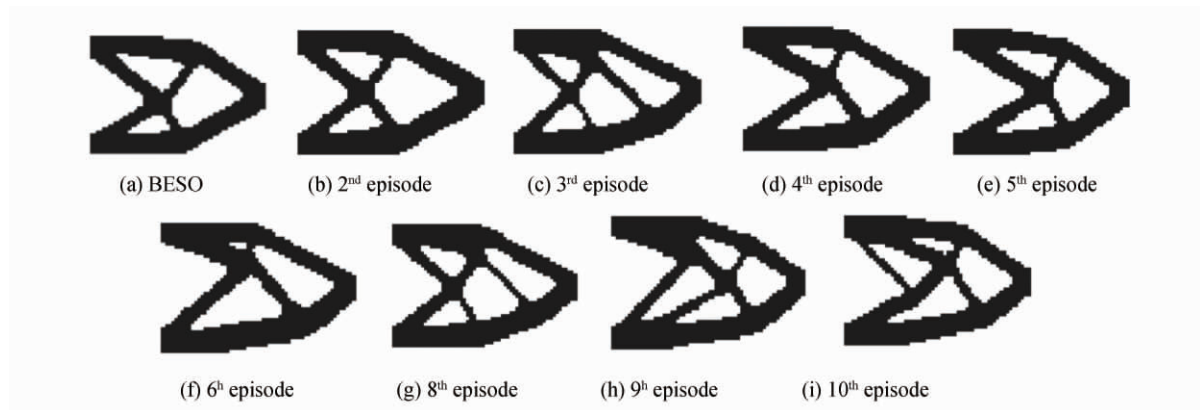 (a) BESO
(b) 2nd episode
(c) 3rd episode
(d) 4th episode
(e) 5th episode
(f) 6h episode
(g) 8th episode
(h) 9h episode
(i) 10th episode